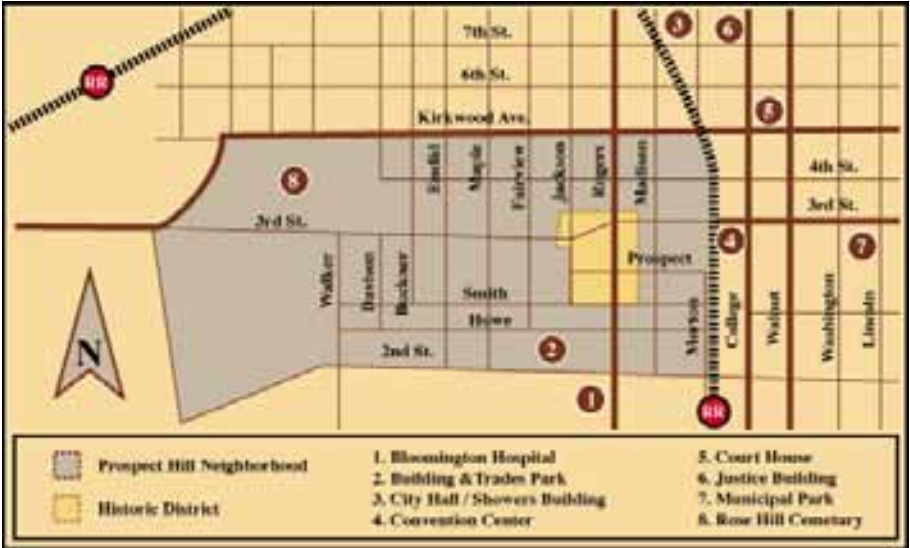 7th St.
6th St.
Kirkwood Ave.
4th St.
3rd St.
3rd St.
Euclid
Maple
Fairview
Jackson
Rogers
Madison
Prospect
Walker
Davison
Buckner
Smith
Howe
2nd St.
Morton
College
Walnut
Washington
Lincoln
RR
RR
N
1
2
3
4
5
6
7
8
Prospect Hill Neighborhood
Historic District
1. Bloomington Hospital
2. Building & Trades Park
3. City Hall / Showers Building
4. Convention Center
5. Court House
6. Justice Building
7. Municipal Park
8. Rose Hill Cemetary